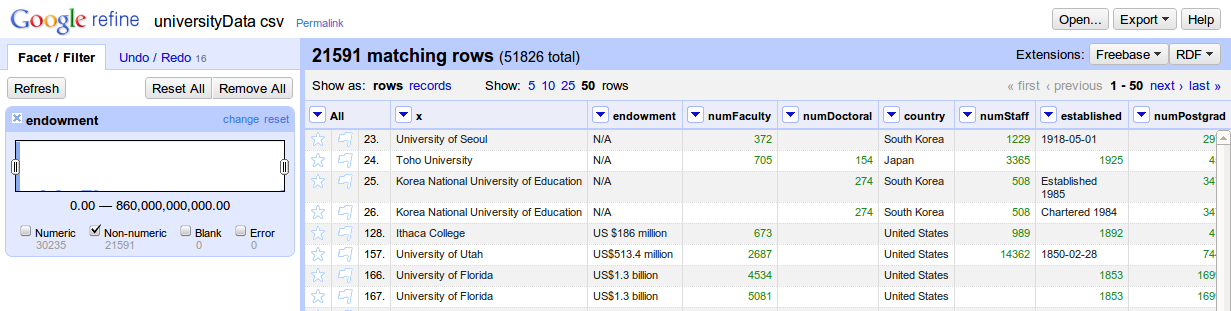 Google refine universityData csv Permalink Open... Export Help
Facet / Filter Undo / Redo 16
21591 matching rows (51826 total) Extensions: Freebase RDF
Refresh Reset All Remove All
Show as: rows records Show: 5 10 25 50 rows « first ‹ previous 1 - 50 next › last »
endowment change reset
0.00 — 860,000,000,000.00
Numeric Non-numeric Blank Error
30235 21591 0 0
All x endowment numFaculty numDoctoral country numStaff established numPostgrad
23. University of Seoul N/A 372 South Korea 1229 1918-05-01
24. Toho University N/A 705 154 Japan 3365 1925
25. Korea National University of Education N/A 274 South Korea 508 Established
1985
26. Korea National University of Education N/A 274 South Korea 508 Chartered 1984
128. Ithaca College US $186 million 673 United States 989 1892
157. University of Utah US$513.4 million 2687 United States 14362 1850-02-28
166. University of Florida US$1.3 billion 4534 United States 1853
167. University of Florida US$1.3 billion 5081 United States 1853